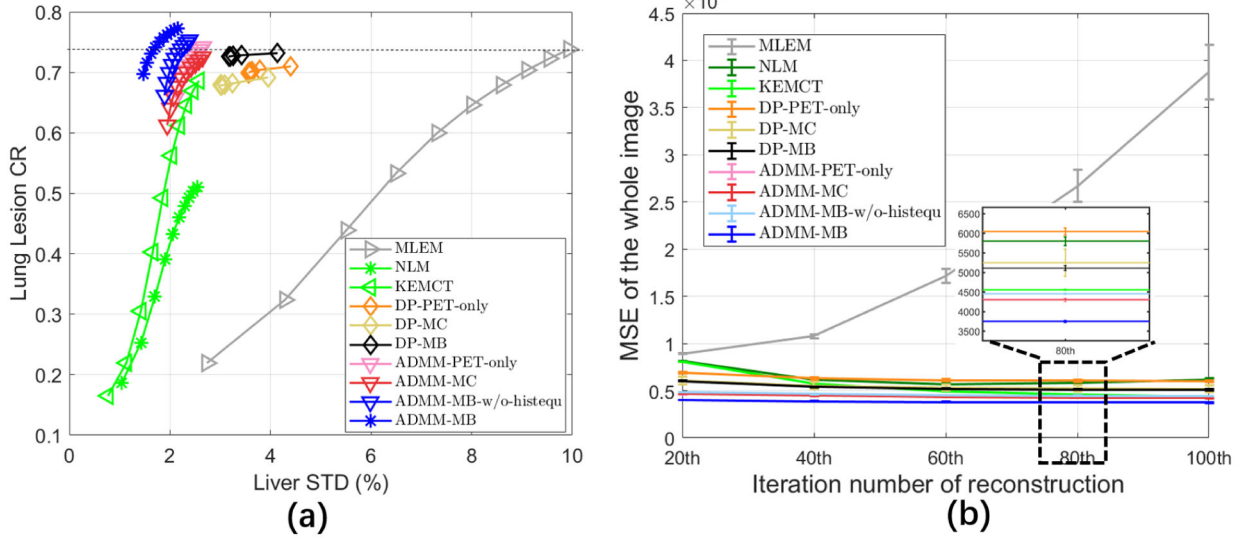 0.8
0.7
0.6
0.5
0.4
0.3
0.2
0.1
0
2
4
6
8
10
Lung Lesion CR
Liver STD (%)
MLEM
NLM
KEMCT
DP-PET-only
DP-MC
DP-MB
ADMM-PET-only
ADMM-MC
ADMM-MB-w/o-histequ
ADMM-MB
(a)
4.5
4
3.5
3
2.5
2
1.5
1
0.5
0
MSE of the whole image
MLEM
NLM
KEMCT
DP-PET-only
DP-MC
DP-MB
ADMM-PET-only
ADMM-MC
ADMM-MB-w/o-histequ
ADMM-MB
6500
6000
5500
5000
4500
4000
3500
80th
20th
40th
60th
80th
100th
Iteration number of reconstruction
(b)